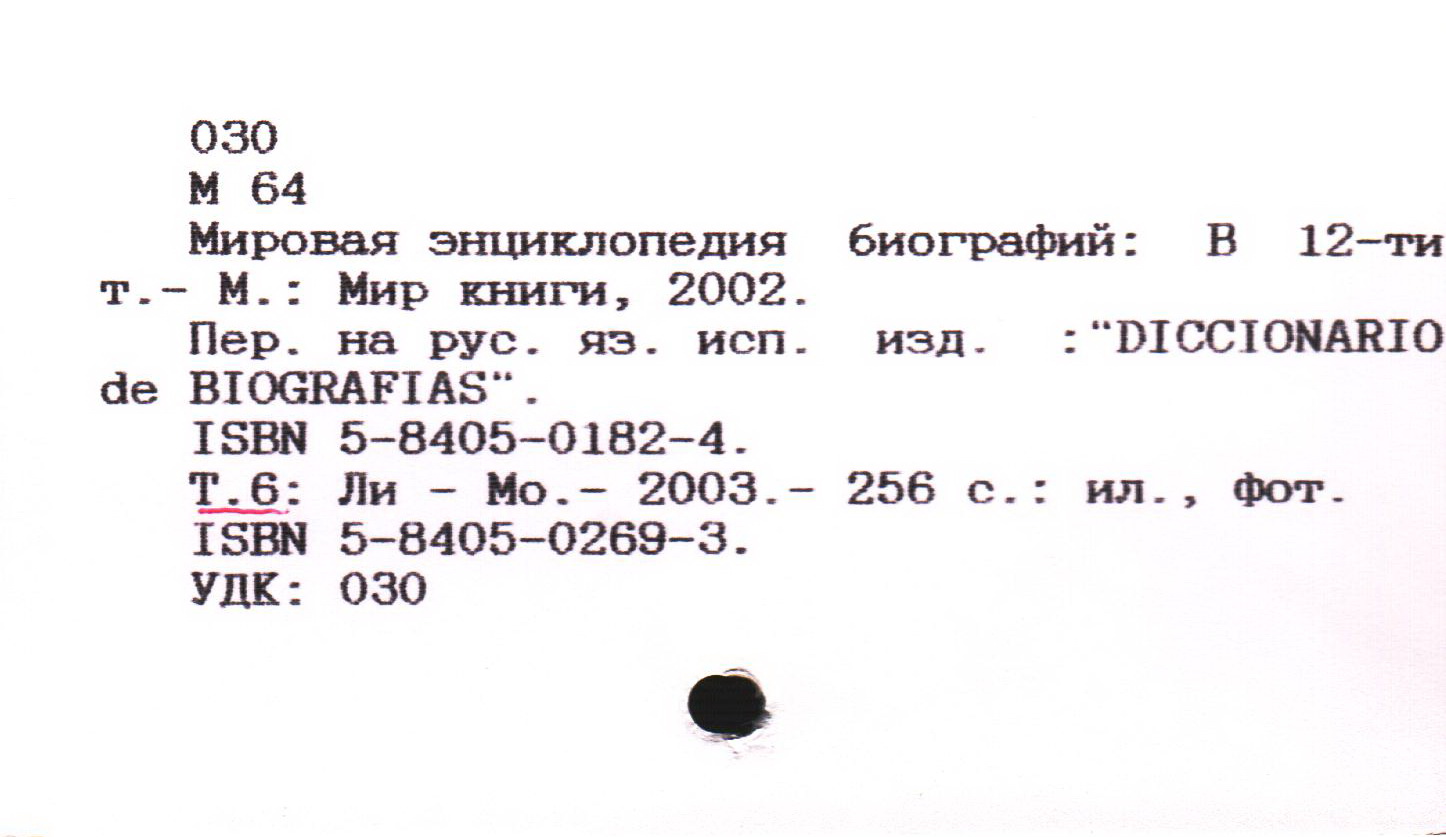 030
М 64
Мировая энциклопедия биографий: В 12-ти
т.- М.: Мир книги, 2002.
Пер. на рус. яз. исп. изд. :"DICCIONARIO
de BIOGRAFIAS".
ISBN 5-8405-0182-4.
Т.6: Ли - Мо.- 2003.- 256 с.: ил., фот.
ISBN 5-8405-0269-3.
УДК: 030